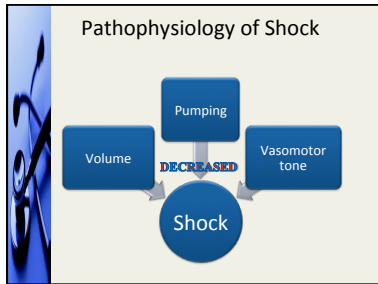 Pathophysiology of Shock
Pumping
Volume
Vasomotor
tone
DECREASED
Shock